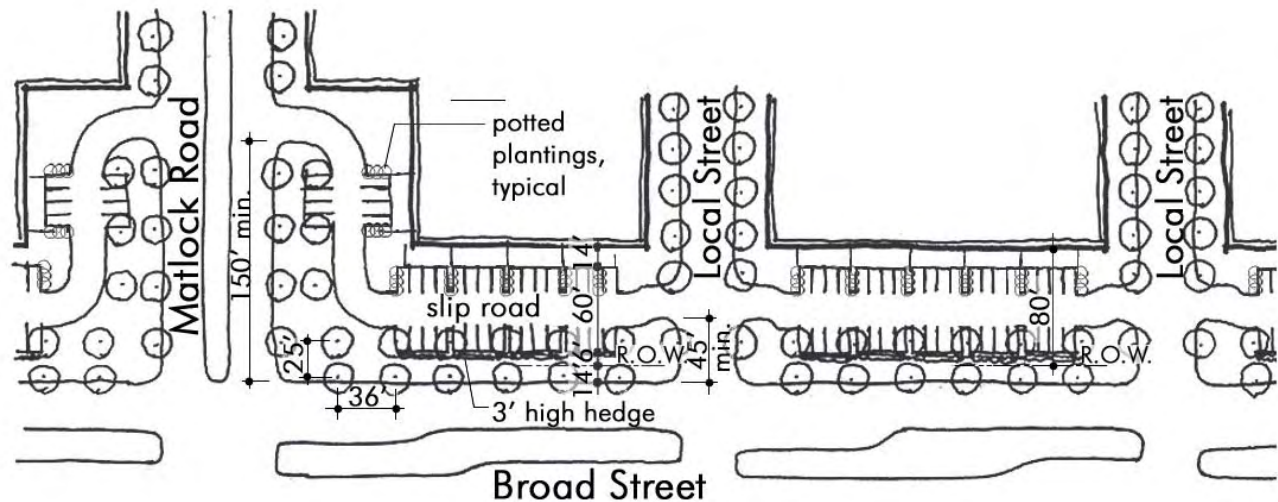 Matlock Road
150' min.
potted
plantings,
typical
Local Street
Local Street
4'
60'
6'
14'
slip road
80'
45'
min.
R.O.W.
R.O.W.
25'
36'
3' high hedge
Broad Street